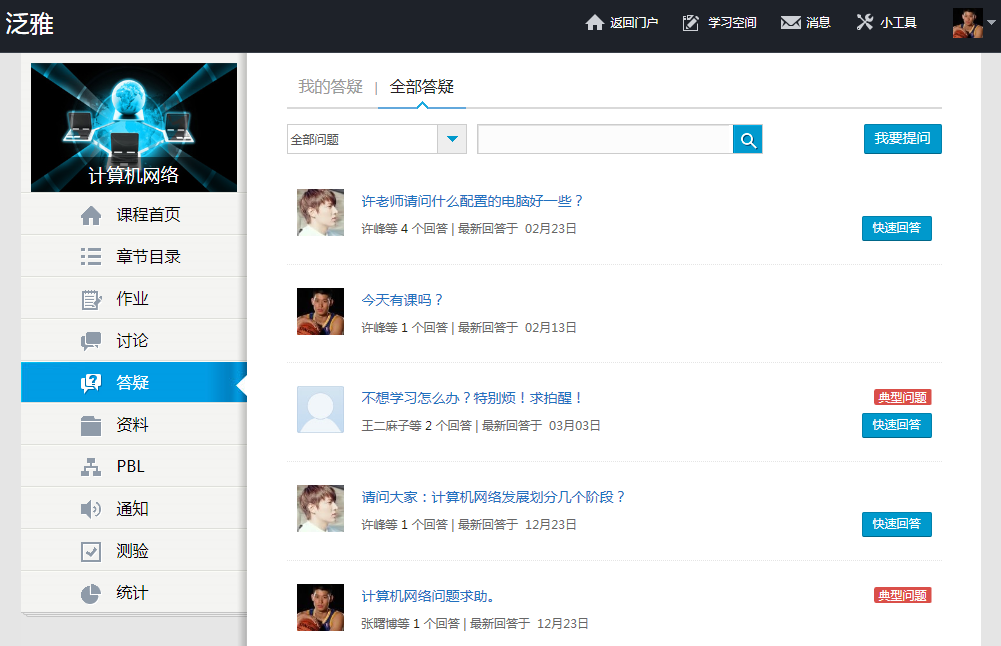 泛雅
返回门户 学习空间 消息 小工具
计算机网络
课程首页
章节目录
作业
讨论
答疑
资料
PBL
通知
测验
统计
我的答疑 | 全部答疑
全部问题
我要提问
许老师请问什么配置的电脑好一些？
许峰等 4 个回答 | 最新回答于 02月23日
快速回答
今天有课吗？
许峰等 1 个回答 | 最新回答于 02月13日
不想学习怎么办？特别烦！求拍醒！
典型问题
王二麻子等 2 个回答 | 最新回答于 03月03日
快速回答
请问大家：计算机网络发展划分几个阶段？
许峰等 1 个回答 | 最新回答于 12月23日
快速回答
计算机网络问题求助。
典型问题
张曙博等 1 个回答 | 最新回答于 12月23日